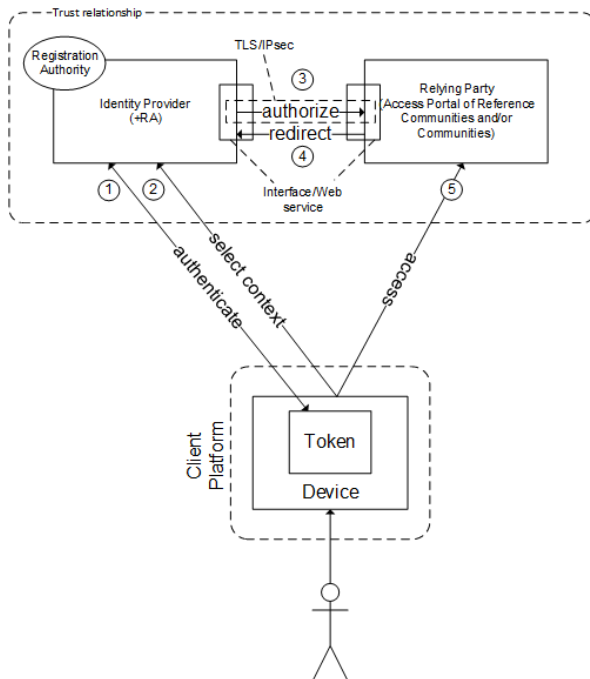 Trust relationship
Registration
Authority
TLS/IPsec
3
Identity Provider
(+RA)
authorize
redirect
Relying Party
(Access Portal of Reference
Communities and/or
Communities)
4
1
2
Interface/Web
service
5
authenticate
select context
access
Client
Platform
Token
Device